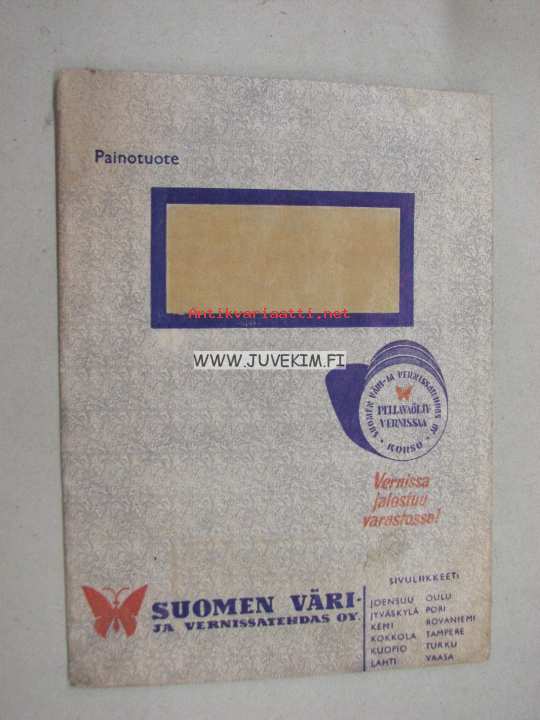 Painotuote
Antikvariaatti.net
WWW.JUVEKIM.FI
SUOMEN VÄRI- JA VERNISSATEHDAS OY
PELLAVAÖLJY
VERNISSAA
KORSO
Vernissa
jalostuu
varastossa!
SUOMEN VÄRI-
JA VERNISSATEHDAS OY.
SIVULIIKKEET:
JOENSUU OULU
JYVÄSKYLÄ PORI
KEMI ROVANIEMI
KOKKOLA TAMPERE
KUOPIO TURKU
LAHTI VAASA